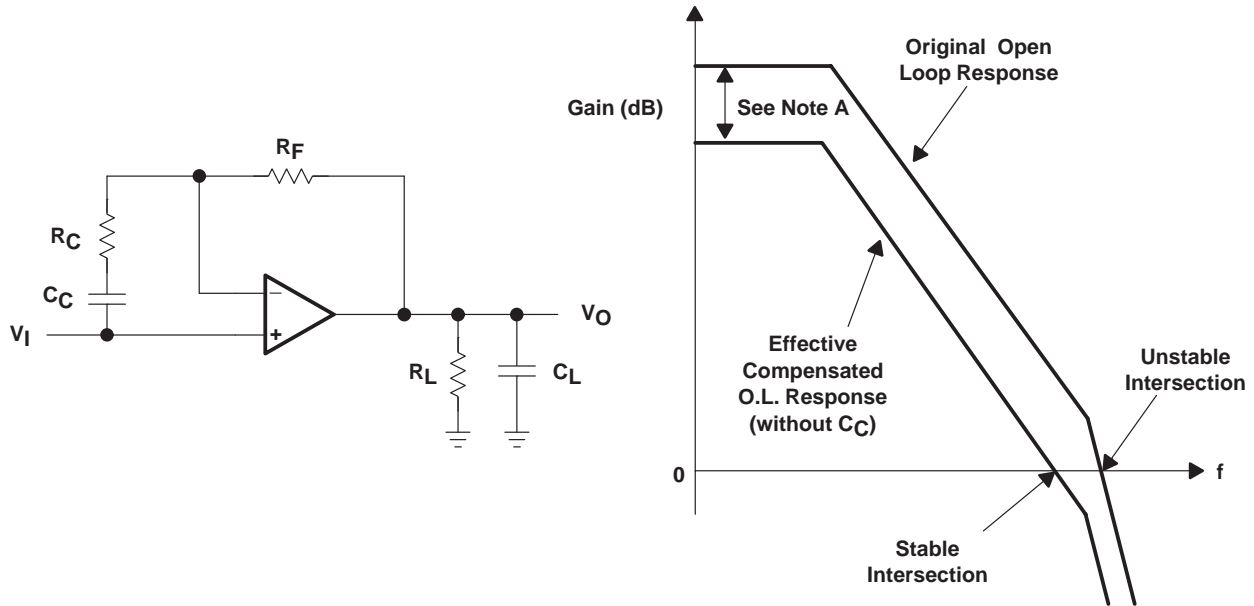 RF
RC
CC
VI
−
+
VO
RL
CL
Gain (dB)
See Note A
Original Open
Loop Response
Effective
Compensated
O.L. Response
(without CC)
Unstable
Intersection
0
f
Stable
Intersection